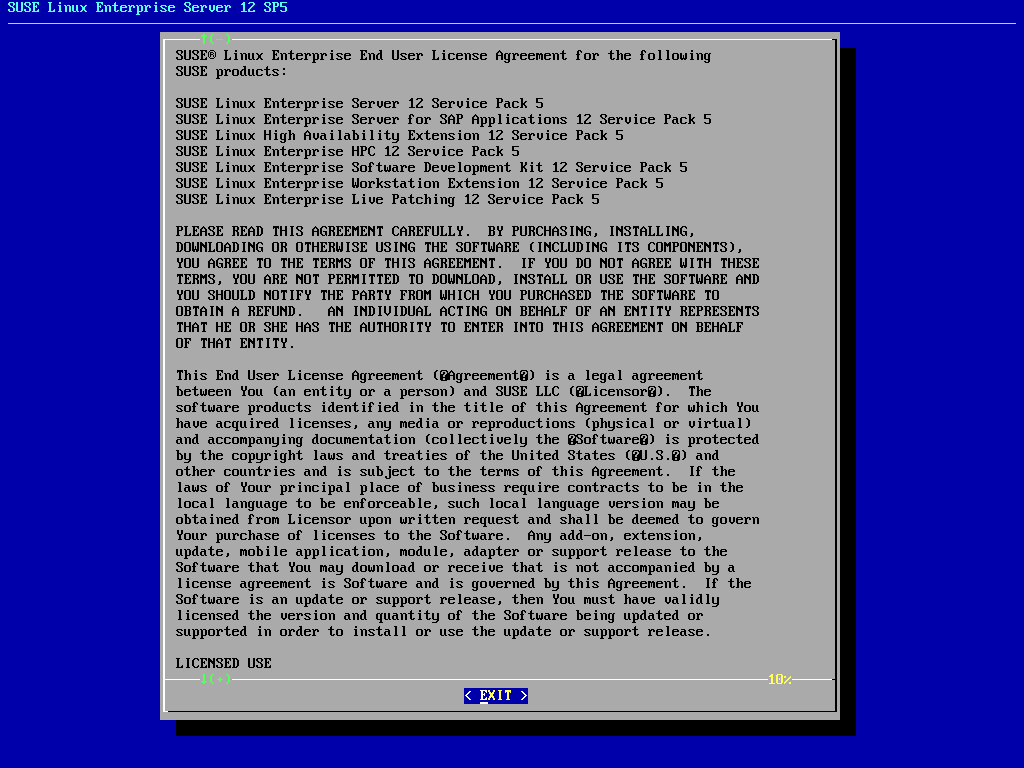 SUSE Linux Enterprise Server 12 SP5
SUSE® Linux Enterprise End User License Agreement for the following
SUSE products:
SUSE Linux Enterprise Server 12 Service Pack 5
SUSE Linux Enterprise Server for SAP Applications 12 Service Pack 5
SUSE Linux High Availability Extension 12 Service Pack 5
SUSE Linux Enterprise HPC 12 Service Pack 5
SUSE Linux Enterprise Software Development Kit 12 Service Pack 5
SUSE Linux Enterprise Workstation Extension 12 Service Pack 5
SUSE Linux Enterprise Live Patching 12 Service Pack 5
PLEASE READ THIS AGREEMENT CAREFULLY.  BY PURCHASING, INSTALLING,
DOWNLOADING OR OTHERWISE USING THE SOFTWARE (INCLUDING ITS COMPONENTS),
YOU AGREE TO THE TERMS OF THIS AGREEMENT.  IF YOU DO NOT AGREE WITH THESE
TERMS, YOU ARE NOT PERMITTED TO DOWNLOAD, INSTALL OR USE THE SOFTWARE AND
YOU SHOULD NOTIFY THE PARTY FROM WHICH YOU PURCHASED THE SOFTWARE TO
OBTAIN A REFUND.   AN INDIVIDUAL ACTING ON BEHALF OF AN ENTITY REPRESENTS
THAT HE OR SHE HAS THE AUTHORITY TO ENTER INTO THIS AGREEMENT ON BEHALF
OF THAT ENTITY.
This End User License Agreement (�Agreement�) is a legal agreement
between You (an entity or a person) and SUSE LLC (�Licensor�).  The
software products identified in the title of this Agreement for which You
have acquired licenses, any media or reproductions (physical or virtual)
and accompanying documentation (collectively the �Software�) is protected
by the copyright laws and treaties of the United States (�U.S.�) and
other countries and is subject to the terms of this Agreement.  If the
laws of Your principal place of business require contracts to be in the
local language to be enforceable, such local language version may be
obtained from Licensor upon written request and shall be deemed to govern
Your purchase of licenses to the Software.  Any add-on, extension,
update, mobile application, module, adapter or support release to the
Software that You may download or receive that is not accompanied by a
license agreement is Software and is governed by this Agreement.  If the
Software is an update or support release, then You must have validly
licensed the version and quantity of the Software being updated or
supported in order to install or use the update or support release.
LICENSED USE
10%
< EXIT >